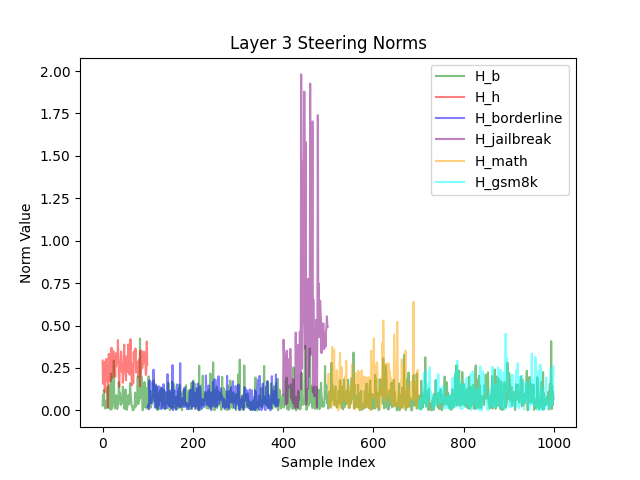 Layer 3 Steering Norms
H_b
H_h
H_borderline
H_jailbreak
H_math
H_gsm8k
2.00
1.75
1.50
1.25
1.00
0.75
0.50
0.25
0.00
Norm Value
0
200
400
600
800
1000
Sample Index